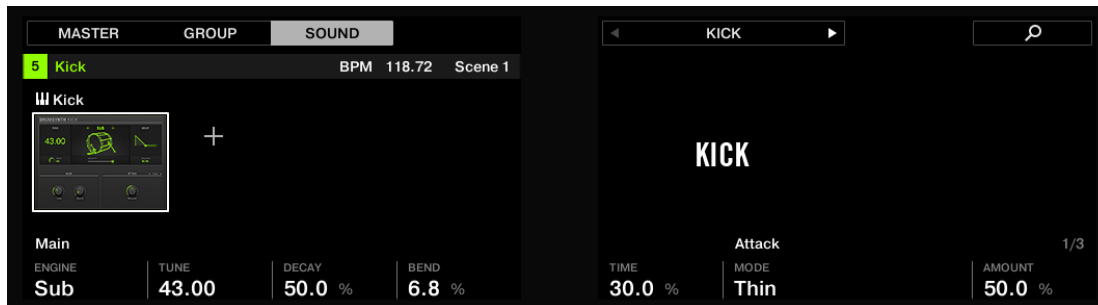 MASTER GROUP SOUND
5 Kick BPM 118.72 Scene 1
Kick
43.00
Main
ENGINE TUNE DECAY BEND
Sub 43.00 50.0 % 6.8 %
KICK
KICK
Attack 1/3
TIME MODE AMOUNT
30.0 % Thin 50.0 %